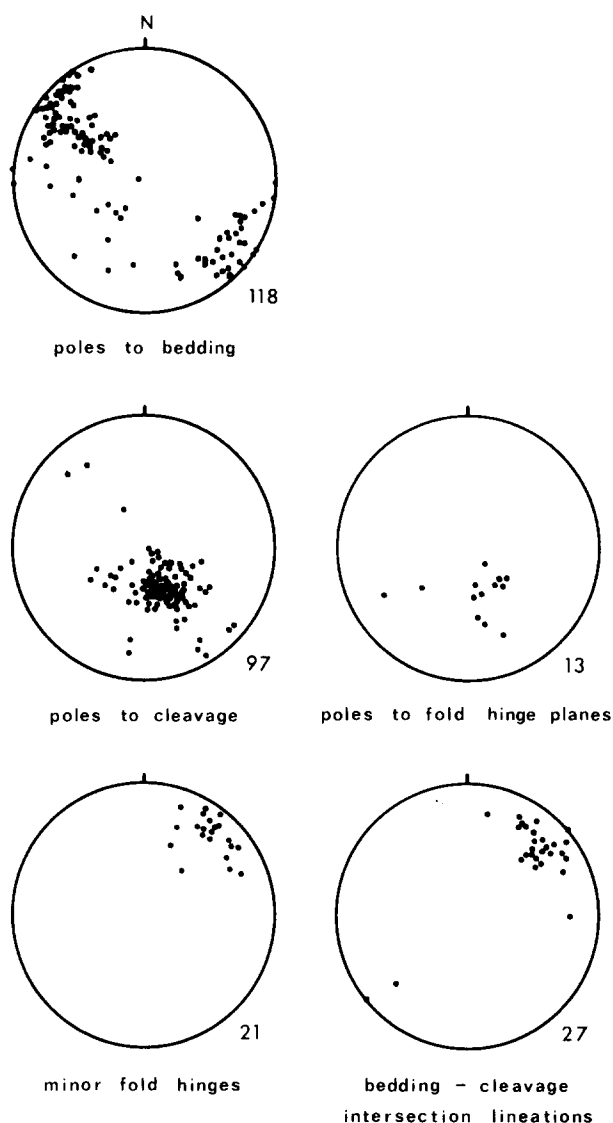 N
118
poles to bedding
97
13
poles to cleavage
poles to fold hinge planes
21
27
minor fold hinges
bedding – cleavage
intersection lineations